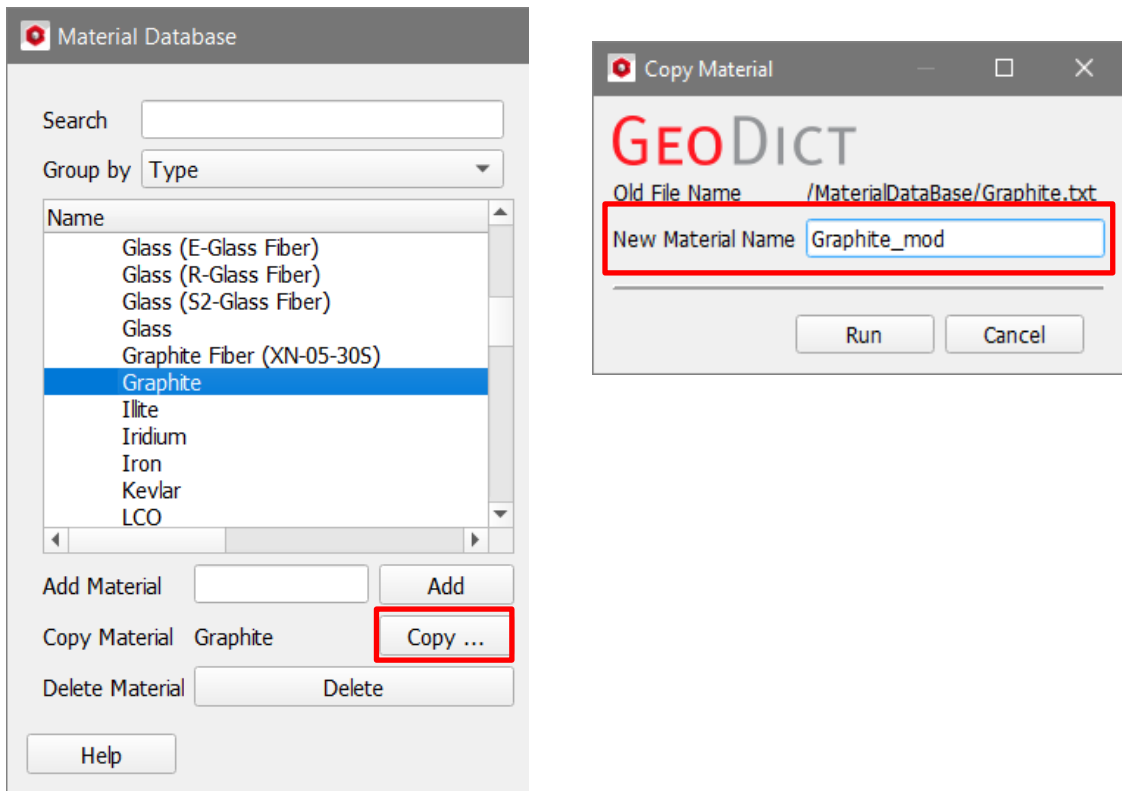 Material Database
Search
Group by Type
Name
Glass (E-Glass Fiber)
Glass (R-Glass Fiber)
Glass (S2-Glass Fiber)
Glass
Graphite Fiber (XN-05-30S)
Graphite
Illite
Iridium
Iron
Kevlar
LCO
Add Material Add
Copy Material Graphite Copy ...
Delete Material Delete
Help
Copy Material
GEODICT
Old File Name /MaterialDataBase/Graphite.txt
New Material Name Graphite_mod
Run Cancel